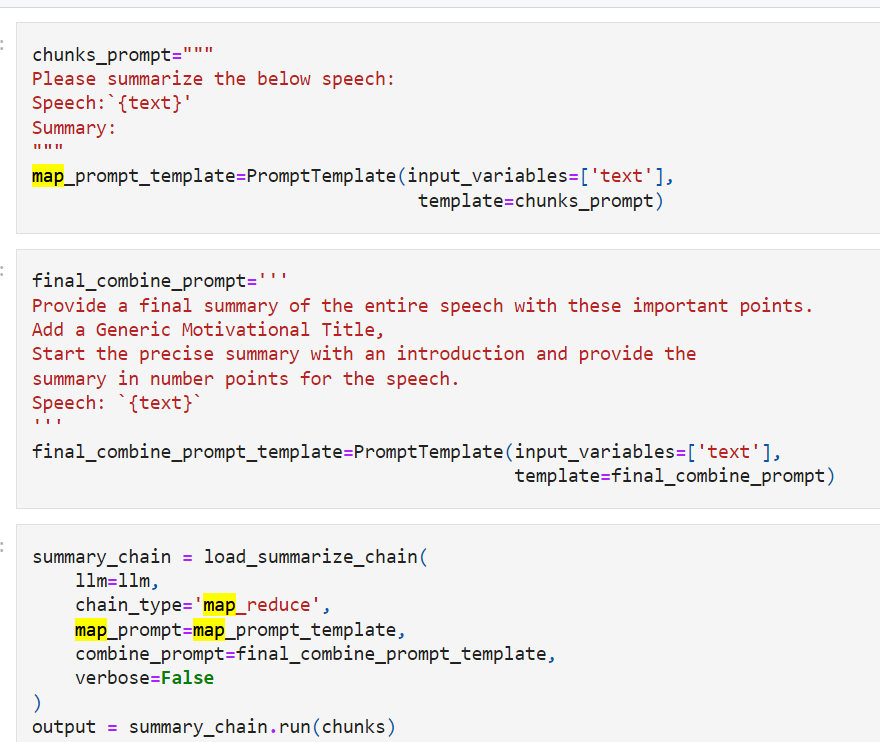 chunks_prompt="""
Please summarize the below speech:
Speech:`{text}'
Summary:
"""
map_prompt_template=PromptTemplate(input_variables=['text'],
template=chunks_prompt)
final_combine_prompt='''
Provide a final summary of the entire speech with these important points.
Add a Generic Motivational Title,
Start the precise summary with an introduction and provide the
summary in number points for the speech.
Speech: `{text}`
'''
final_combine_prompt_template=PromptTemplate(input_variables=['text'],
template=final_combine_prompt)
summary_chain = load_summarize_chain(
llm=llm,
chain_type='map_reduce',
map_prompt=map_prompt_template,
combine_prompt=final_combine_prompt_template,
verbose=False
)
output = summary_chain.run(chunks)